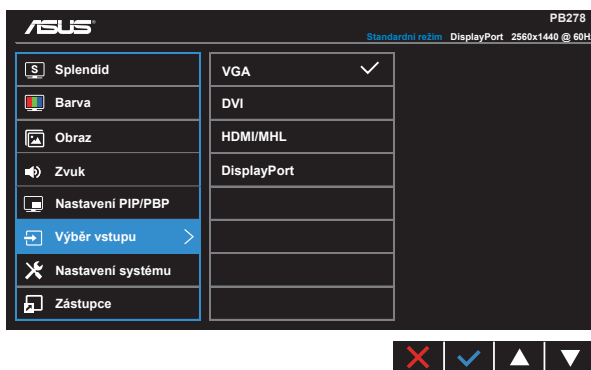 ASUS
PB278
Standardní režim DisplayPort 2560x1440 @ 60H
S Splendid
Barva
Obraz
Zvuk
Nastavení PIP/PBP
Výběr vstupu
Nastavení systému
Zástupce
VGA
DVI
HDMI/MHL
DisplayPort